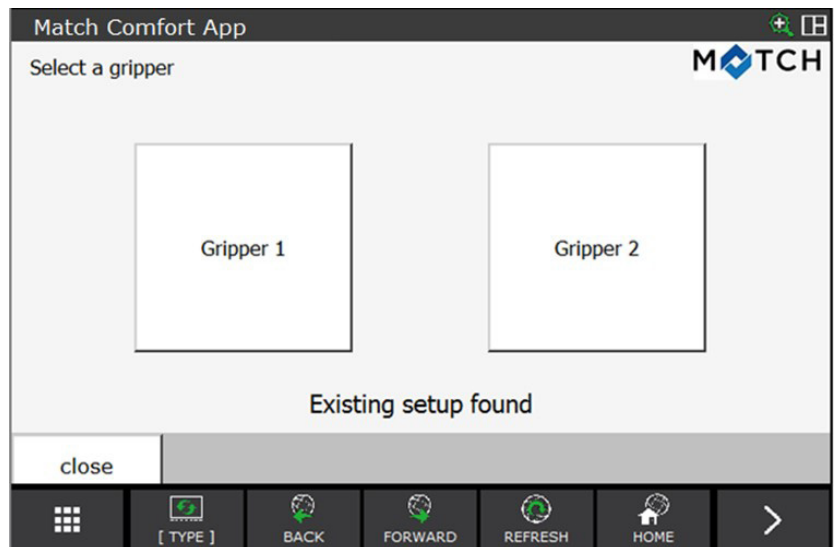 Match Comfort App
Select a gripper
MATCH
Gripper 1
Gripper 2
Existing setup found
close
[ TYPE ]
BACK
FORWARD
REFRESH
HOME